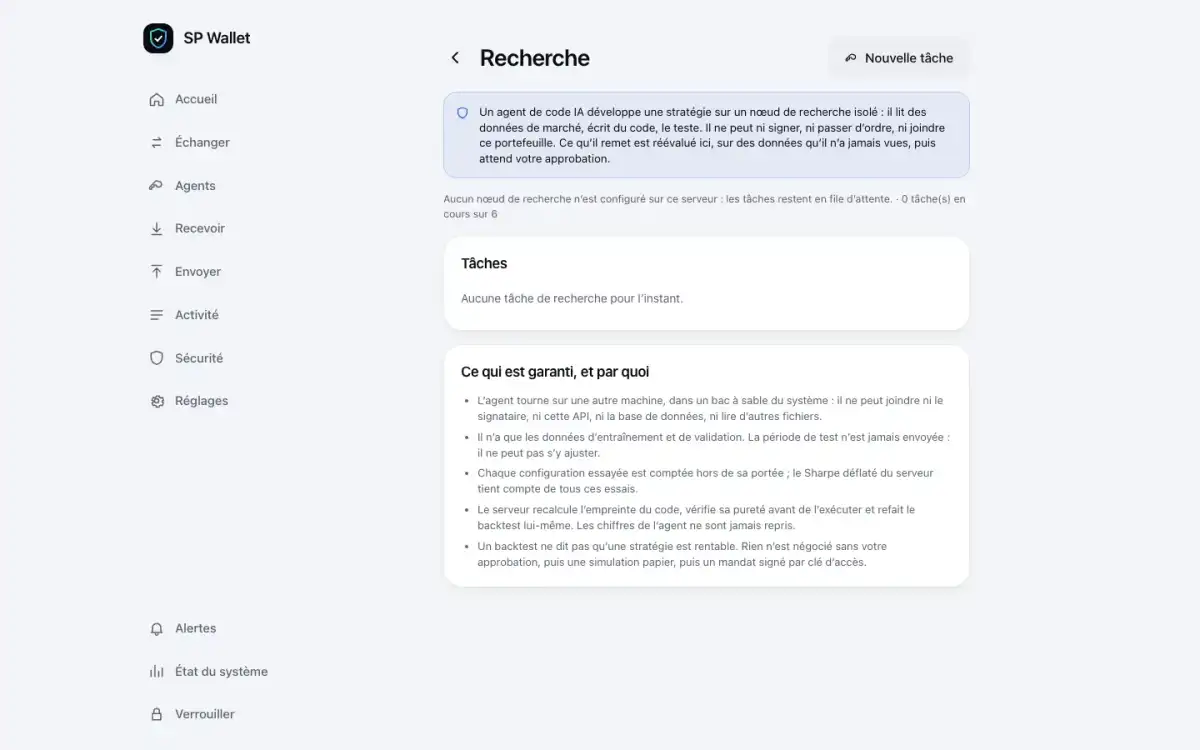 SP Wallet
Accueil
Échanger
Agents
Recevoir
Envoyer
Activité
Sécurité
Réglages
Alertes
État du système
Verrouiller
Recherche
Nouvelle tâche
Un agent de code IA développe une stratégie sur un nœud de recherche isolé : il lit des
données de marché, écrit du code, le teste. Il ne peut ni signer, ni passer d'ordre, ni joindre
ce portefeuille. Ce qu'il remet est réévalué ici, sur des données qu'il n'a jamais vues, puis
attend votre approbation.
Aucun nœud de recherche n'est configuré sur ce serveur : les tâches restent en file d'attente. · 0 tâche(s) en
cours sur 6
Tâches
Aucune tâche de recherche pour l'instant.
Ce qui est garanti, et par quoi
• L'agent tourne sur une autre machine, dans un bac à sable du système : il ne peut joindre ni le
signataire, ni cette API, ni la base de données, ni lire d'autres fichiers.
• Il n'a que les données d'entraînement et de validation. La période de test n'est jamais envoyée :
il ne peut pas s'y ajuster.
• Chaque configuration essayée est comptée hors de sa portée ; le Sharpe déflaté du serveur
tient compte de tous ces essais.
• Le serveur recalcule l'empreinte du code, vérifie sa pureté avant de l'exécuter et refait le
backtest lui-même. Les chiffres de l'agent ne sont jamais repris.
• Un backtest ne dit pas qu'une stratégie est rentable. Rien n'est négocié sans votre
approbation, puis une simulation papier, puis un mandat signé par clé d'accès.